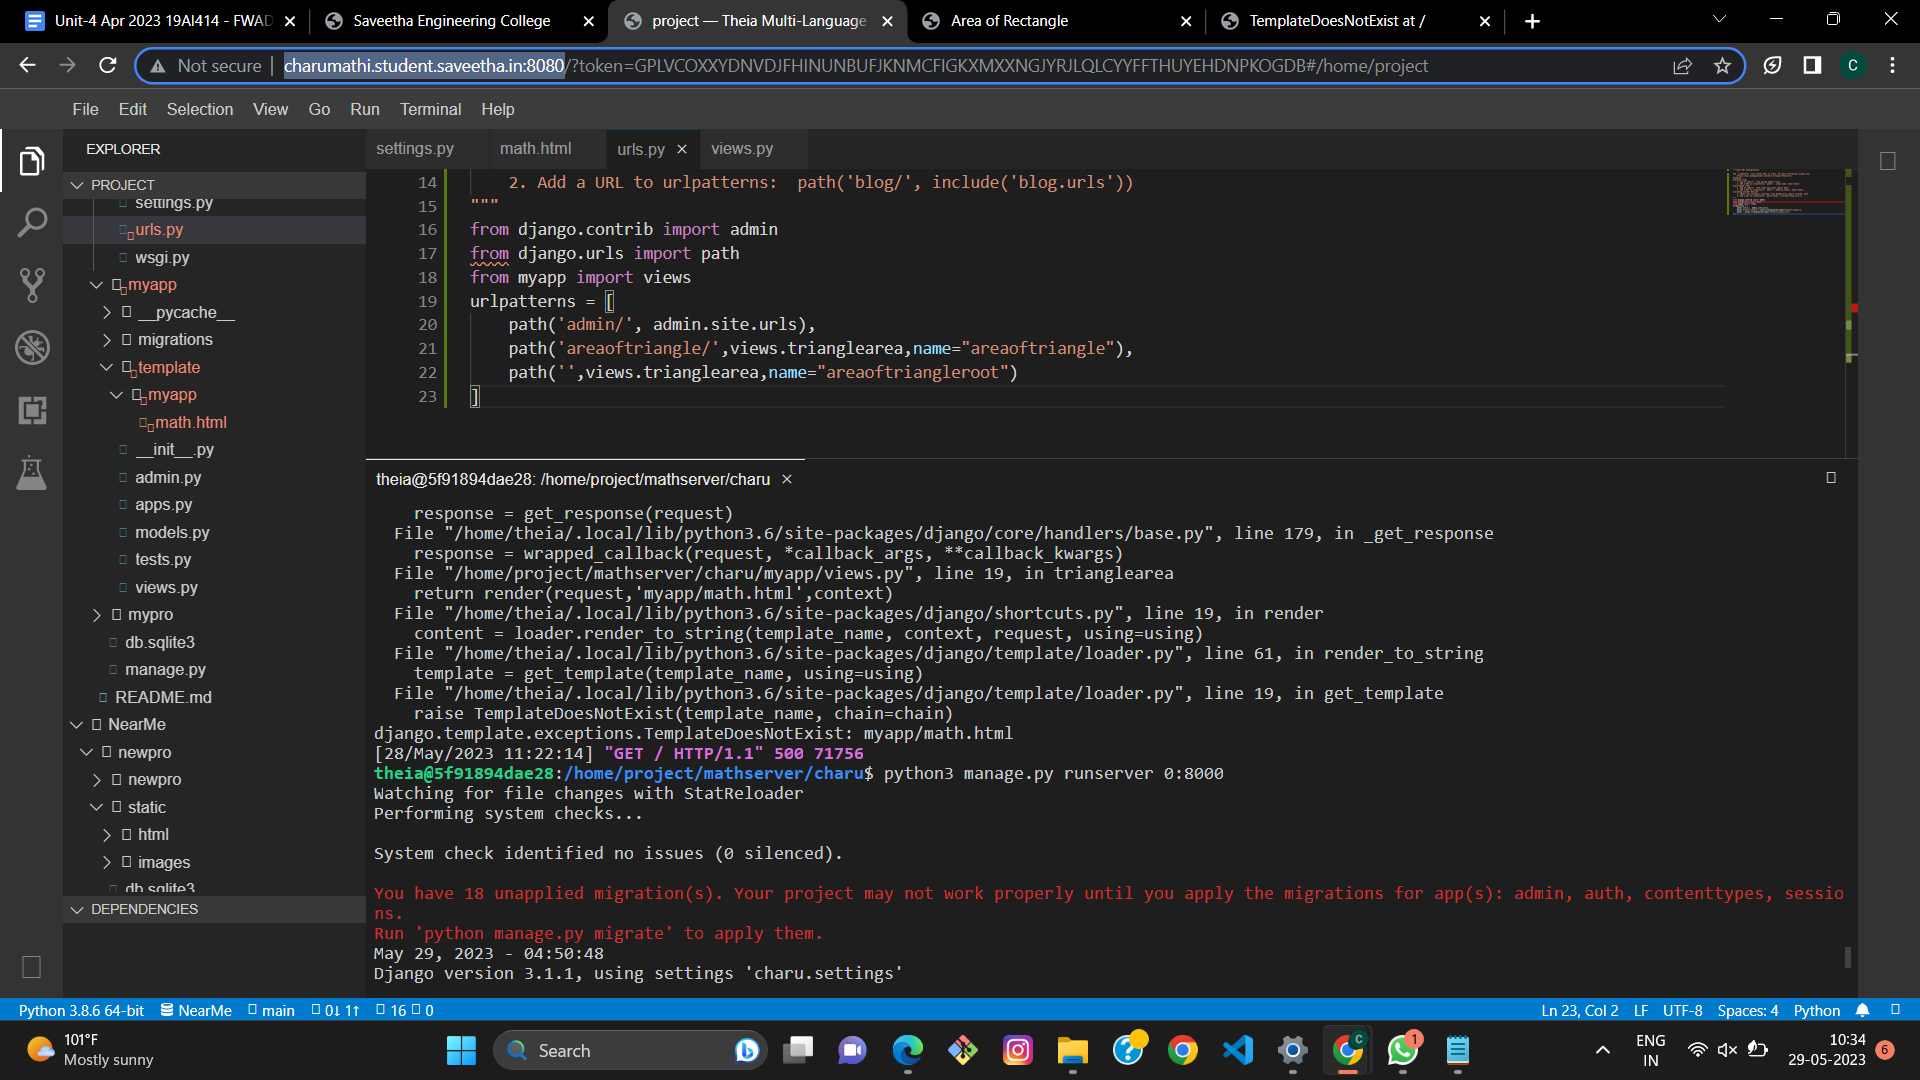 Unit-4 Apr 2023 19AI414 - FWAD
Saveetha Engineering College
project — Theia Multi-Language
Area of Rectangle
TemplateDoesNotExist at /
Not secure
charumathi.student.saveetha.in:8080/?token=GPLVCOXXYDNVDJFHINUNBUFJKNMCFIGKXMXXNGJYRJLQLCYYFFTHUYEHDNPKOGDB#/home/project
C
File Edit Selection View Go Run Terminal Help
EXPLORER
PROJECT
settings.py
urls.py
wsgi.py
myapp
__pycache__
migrations
template
myapp
math.html
__init__.py
admin.py
apps.py
models.py
tests.py
views.py
mypro
db.sqlite3
manage.py
README.md
NearMe
newpro
newpro
static
html
images
db.sqlite3
DEPENDENCIES
settings.py math.html urls.py views.py
14 2. Add a URL to urlpatterns:  path('blog/', include('blog.urls'))
15 """
16 from django.contrib import admin
17 from django.urls import path
18 from myapp import views
19 urlpatterns = [
20 path('admin/', admin.site.urls),
21 path('areaoftriangle/',views.trianglearea,name="areaoftriangle"),
22 path('',views.trianglearea,name="areaoftriangleroot")
23 ]
theia@5f91894dae28: /home/project/mathserver/charu
response = get_response(request)
File "/home/theia/.local/lib/python3.6/site-packages/django/core/handlers/base.py", line 179, in _get_response
response = wrapped_callback(request, *callback_args, **callback_kwargs)
File "/home/project/mathserver/charu/myapp/views.py", line 19, in trianglearea
return render(request,'myapp/math.html',context)
File "/home/theia/.local/lib/python3.6/site-packages/django/shortcuts.py", line 19, in render
content = loader.render_to_string(template_name, context, request, using=using)
File "/home/theia/.local/lib/python3.6/site-packages/django/template/loader.py", line 61, in render_to_string
template = get_template(template_name, using=using)
File "/home/theia/.local/lib/python3.6/site-packages/django/template/loader.py", line 19, in get_template
raise TemplateDoesNotExist(template_name, chain=chain)
django.template.exceptions.TemplateDoesNotExist: myapp/math.html
[28/May/2023 11:22:14] "GET / HTTP/1.1" 500 71756
theia@5f91894dae28:/home/project/mathserver/charu$ python3 manage.py runserver 0:8000
Watching for file changes with StatReloader
Performing system checks...
System check identified no issues (0 silenced).
You have 18 unapplied migration(s). Your project may not work properly until you apply the migrations for app(s): admin, auth, contenttypes, sessio
ns.
Run 'python manage.py migrate' to apply them.
May 29, 2023 - 04:50:48
Django version 3.1.1, using settings 'charu.settings'
Python 3.8.6 64-bit NearMe main 0↓ 1↑ 16 0 Ln 23, Col 2 LF UTF-8 Spaces: 4 Python
101°F
Mostly sunny
Search
C
1
ENG
IN
10:34
29-05-2023
6